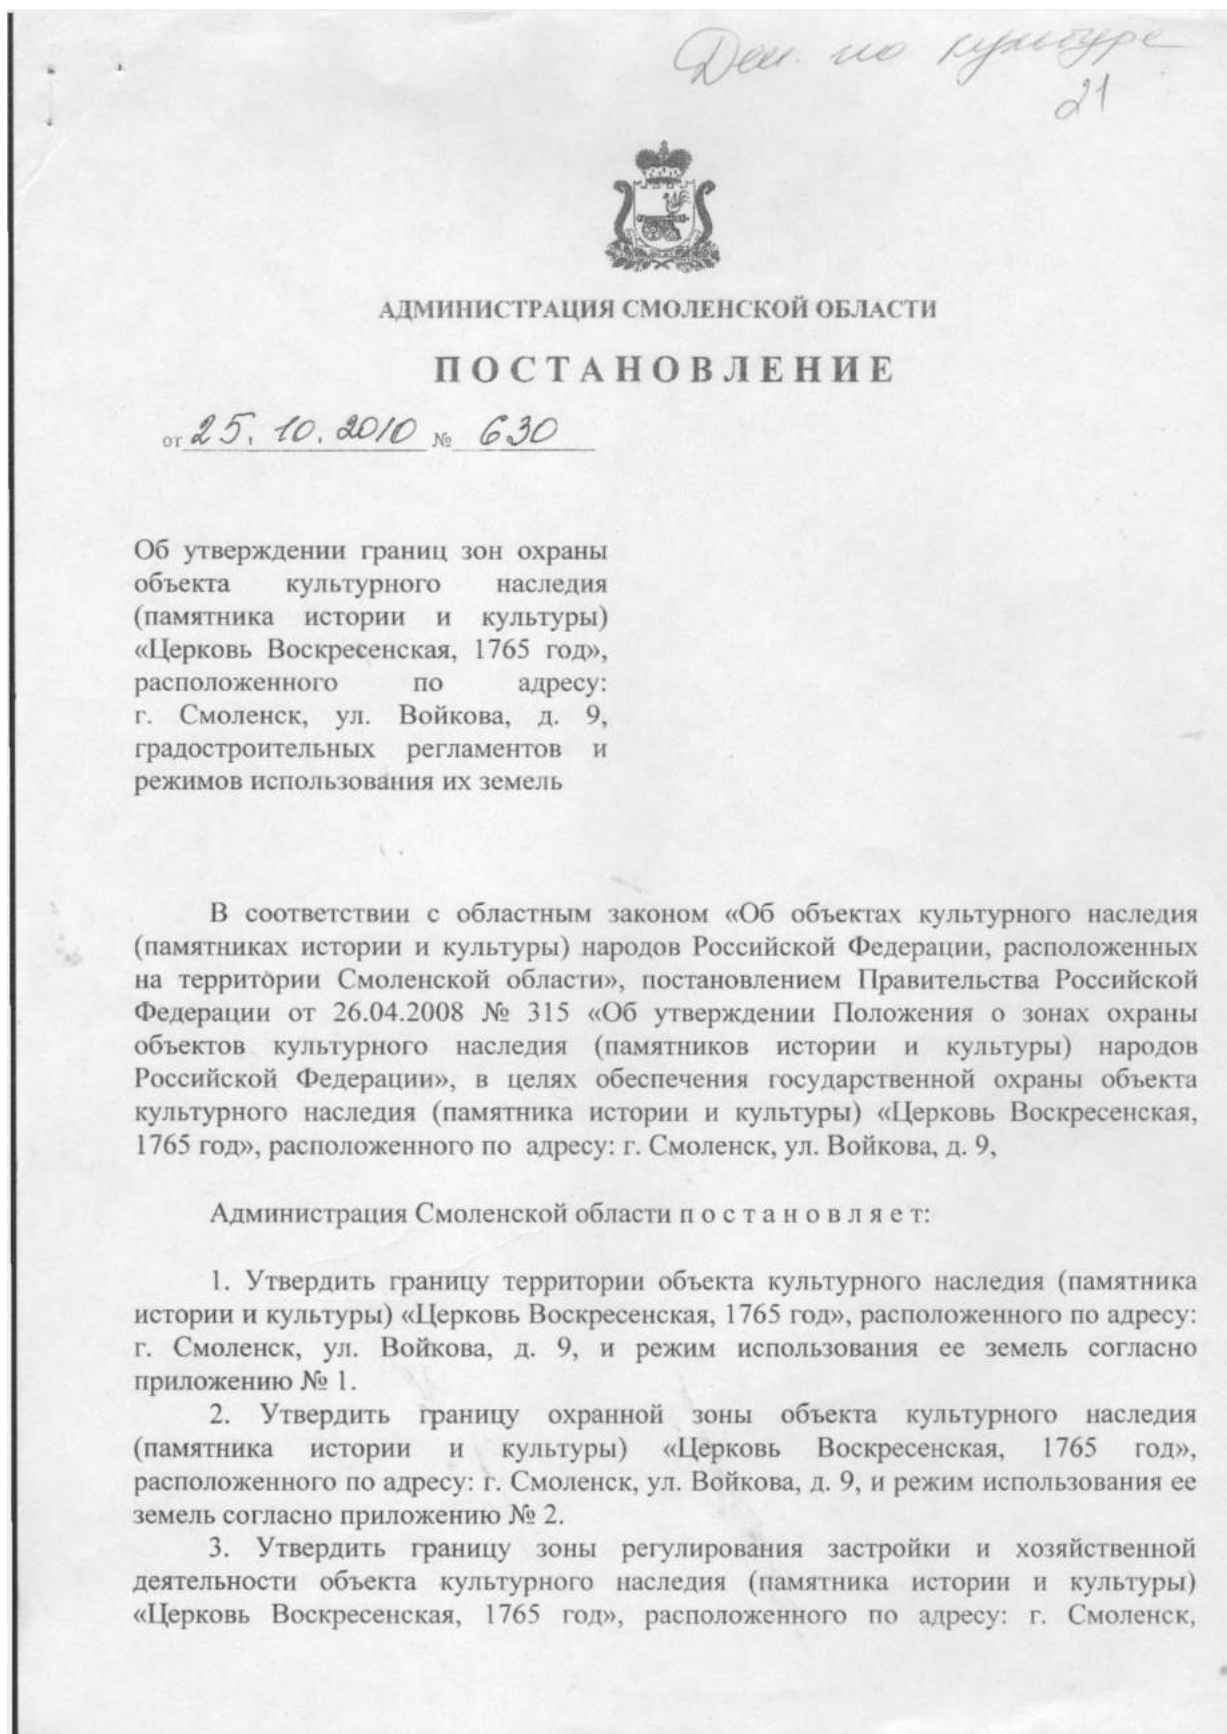 Деп. по культуре
21
АДМИНИСТРАЦИЯ СМОЛЕНСКОЙ ОБЛАСТИ
ПОСТАНОВЛЕНИЕ
от 25.10.2010 № 630
Об утверждении границ зон охраны
объекта культурного наследия
(памятника истории и культуры)
«Церковь Воскресенская, 1765 год»,
расположенного по адресу:
г. Смоленск, ул. Войкова, д. 9,
градостроительных регламентов и
режимов использования их земель
В соответствии с областным законом «Об объектах культурного наследия
(памятниках истории и культуры) народов Российской Федерации, расположенных
на территории Смоленской области», постановлением Правительства Российской
Федерации от 26.04.2008 № 315 «Об утверждении Положения о зонах охраны
объектов культурного наследия (памятников истории и культуры) народов
Российской Федерации», в целях обеспечения государственной охраны объекта
культурного наследия (памятника истории и культуры) «Церковь Воскресенская,
1765 год», расположенного по адресу: г. Смоленск, ул. Войкова, д. 9,
Администрация Смоленской области п о с т а н о в л я е т:
1. Утвердить границу территории объекта культурного наследия (памятника
истории и культуры) «Церковь Воскресенская, 1765 год», расположенного по адресу:
г. Смоленск, ул. Войкова, д. 9, и режим использования ее земель согласно
приложению № 1.
2. Утвердить границу охранной зоны объекта культурного наследия
(памятника истории и культуры) «Церковь Воскресенская, 1765 год»,
расположенного по адресу: г. Смоленск, ул. Войкова, д. 9, и режим использования ее
земель согласно приложению № 2.
3. Утвердить границу зоны регулирования застройки и хозяйственной
деятельности объекта культурного наследия (памятника истории и культуры)
«Церковь Воскресенская, 1765 год», расположенного по адресу: г. Смоленск,